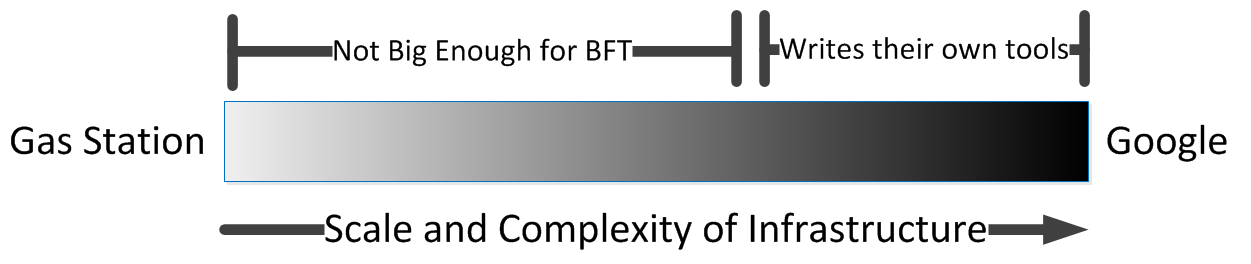 Not Big Enough for BFT
Writes their own tools
Gas Station
Google
Scale and Complexity of Infrastructure